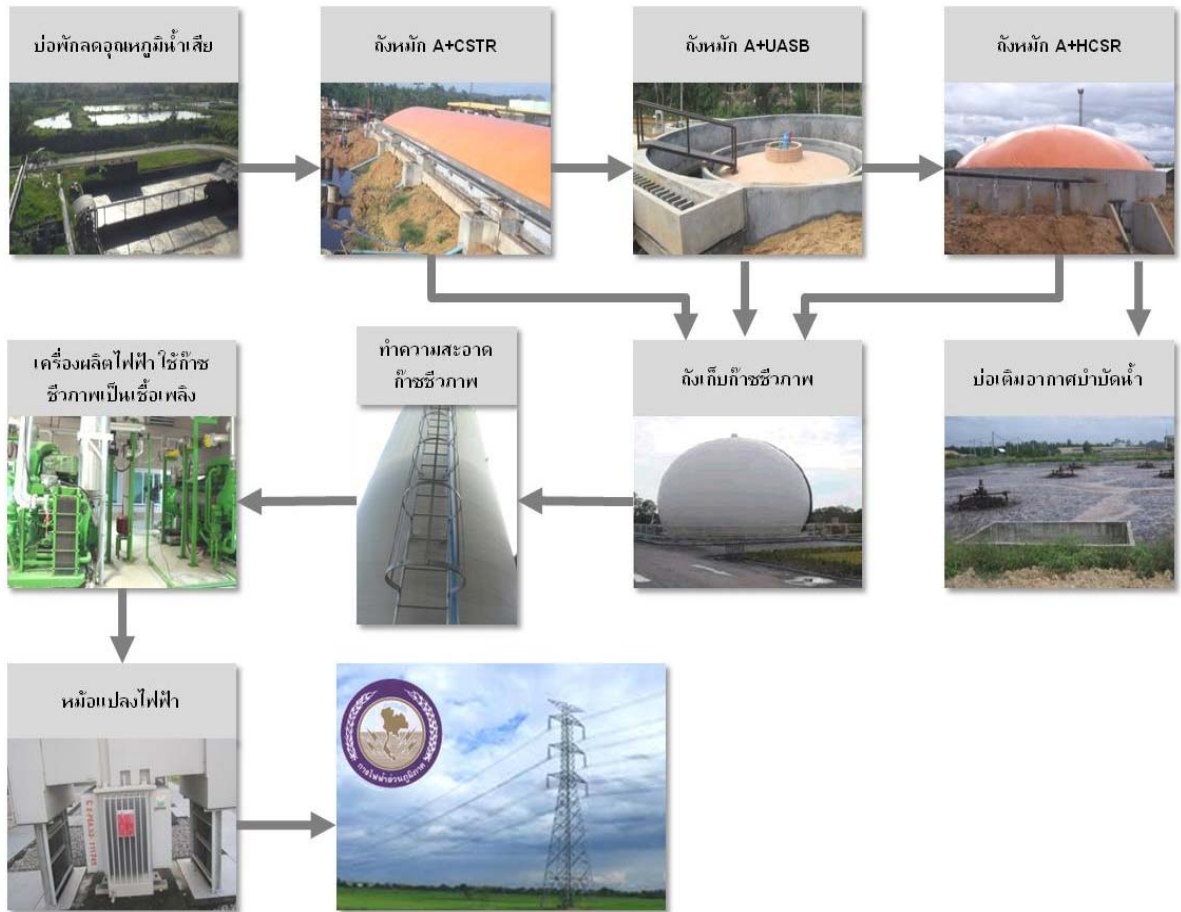 บ่อพักลดอุณหภูมิน้ำเสีย
ถังหมัก A+CSTR
ถังหมัก A+UASB
ถังหมัก A+HCSR
เครื่องผลิตไฟฟ้า ใช้ก๊าซ
ชีวภาพเป็นเชื้อเพลิง
ทำความสะอาด
ก๊าซชีวภาพ
ถังเก็บก๊าซชีวภาพ
บ่อเติมอากาศบำบัดน้ำ
หม้อแปลงไฟฟ้า
การไฟฟ้าส่วนภูมิภาค